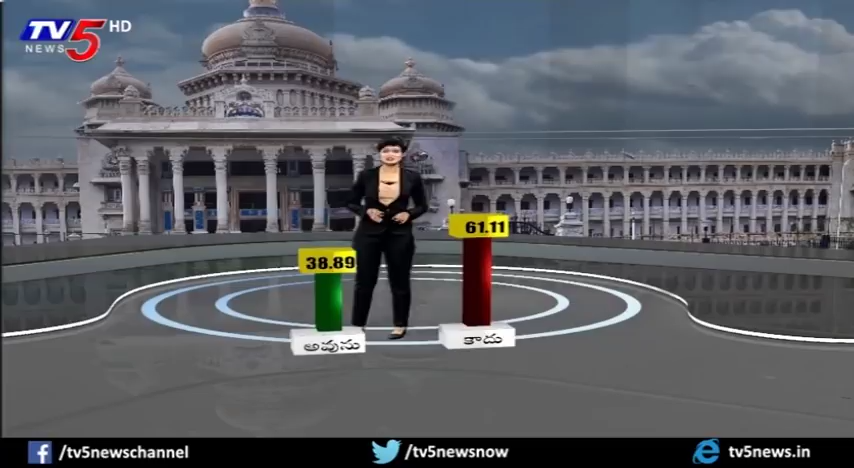 TV5 HD
NEWS
61.11
38.89
అవును
కాదు
/tv5newschannel
/tv5newsnow
tv5news.in